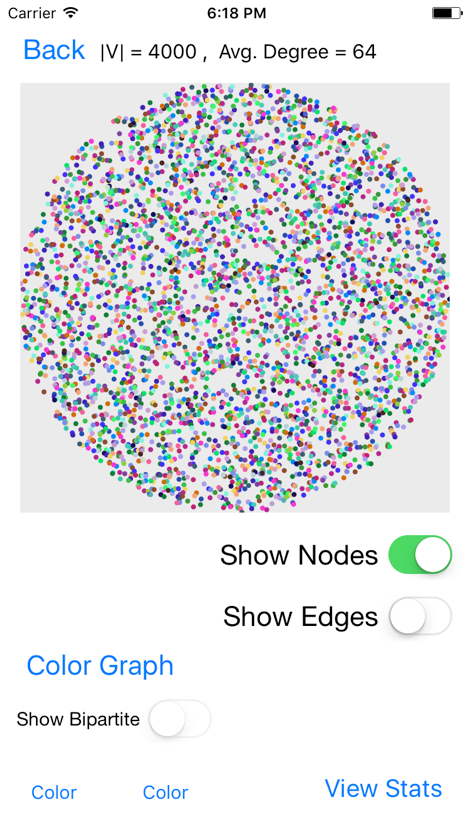 Carrier 6:18 PM
Back |V| = 4000 , Avg. Degree = 64
Show Nodes
Show Edges
Color Graph
Show Bipartite
Color Color View Stats